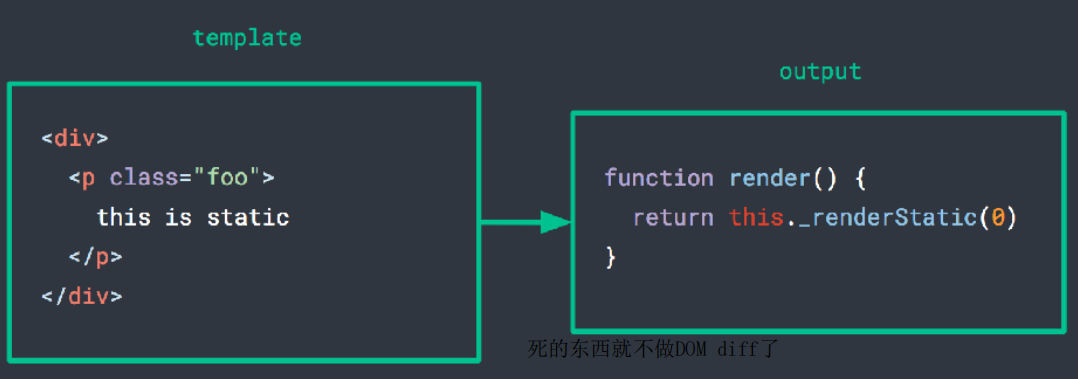 template
<div>
<p class="foo">
this is static
</p>
</div>
output
function render() {
return this._renderStatic(0)
}
死的东西就不做DOM diff了